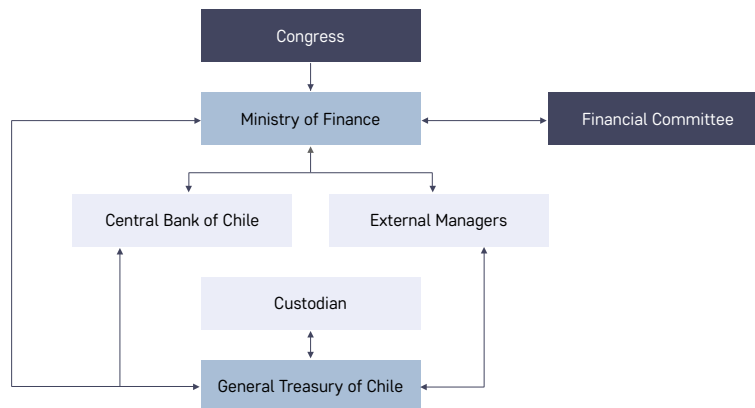 Congress
Ministry of Finance
Financial Committee
Central Bank of Chile
External Managers
Custodian
General Treasury of Chile